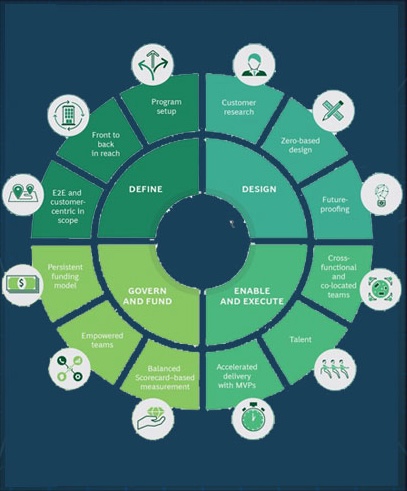 Program
setup
Customer
research
Front to
back
in reach
Zero-based
design
E2E and
customer-
centric in
scope
DEFINE
DESIGN
Future-
proofing
Persistent
funding
model
GOVERN
AND FUND
ENABLE
AND EXECUTE
Cross-
functional
and
co-located
teams
Empowered
teams
Talent
Balanced
Scorecard–based
measurement
Accelerated
delivery
with MVPs
$